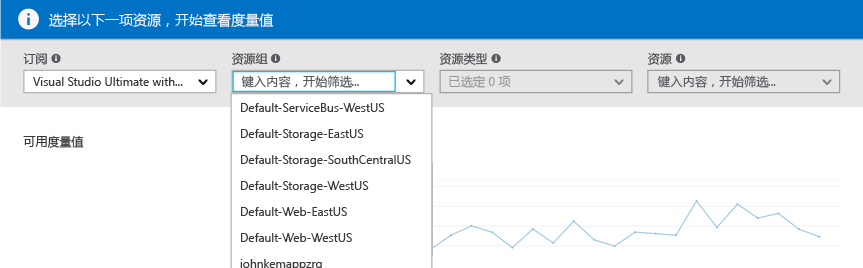 选择以下一项资源，开始查看度量值
订阅 资源组 资源类型 资源
Visual Studio Ultimate with... 键入内容，开始筛选... 已选定 0 项 键入内容，开始筛选...
Default-ServiceBus-WestUS
Default-Storage-EastUS
可用度量值
Default-Storage-SouthCentralUS
Default-Storage-WestUS
Default-Web-EastUS
Default-Web-WestUS
johnkemappzrg